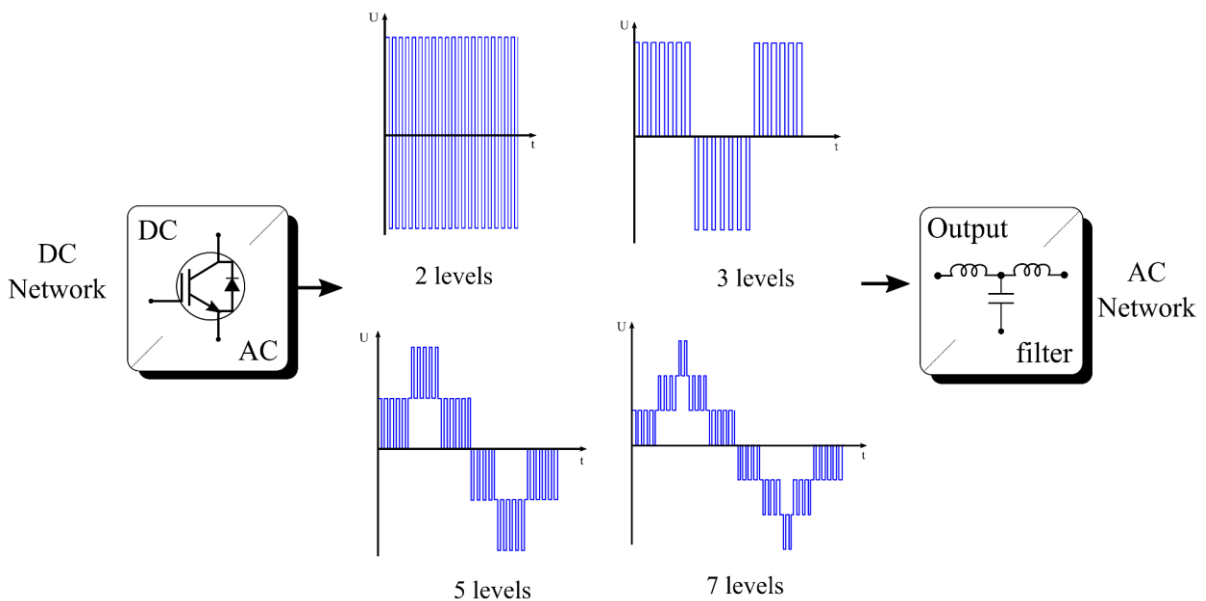 DC
Network
DC
AC
U
t
2 levels
U
t
3 levels
U
t
5 levels
U
t
7 levels
Output
filter
AC
Network